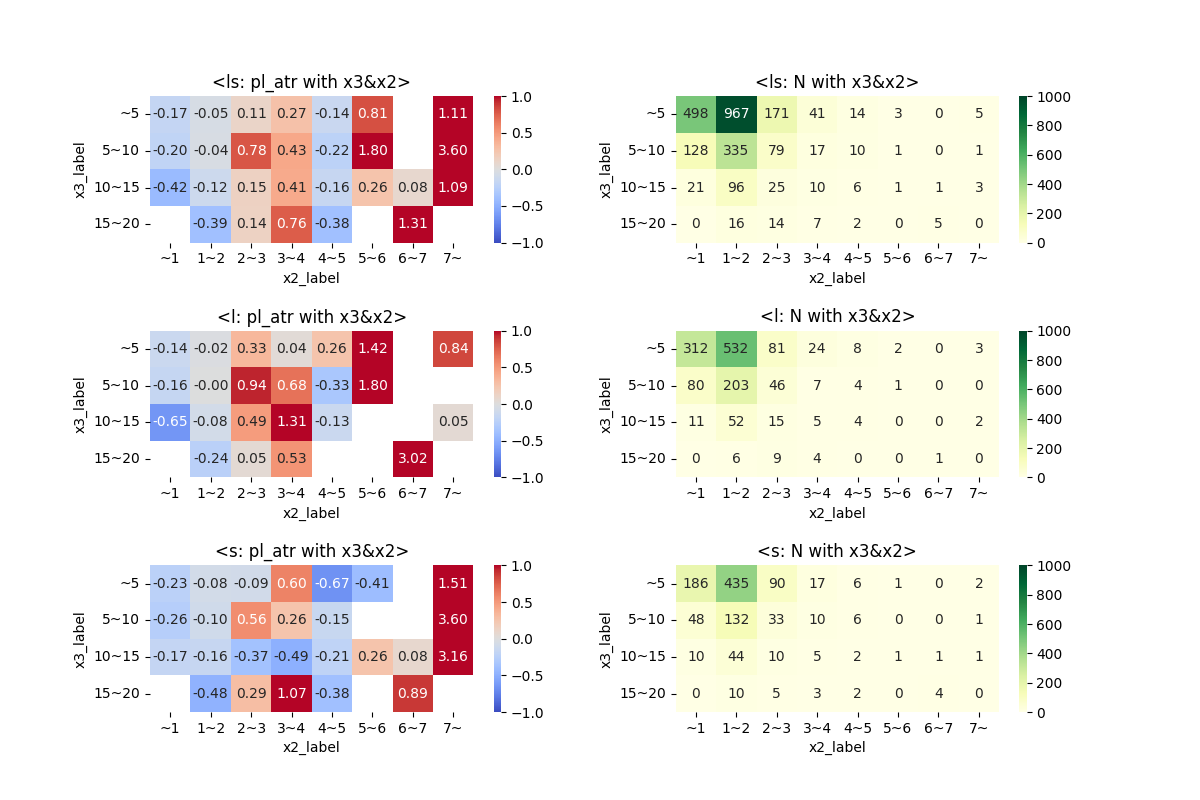 <ls: pl_atr with x3&x2>
x3_label
~5 -0.17 -0.05 0.11 0.27 -0.14 0.81 1.11
5~10 -0.20 -0.04 0.78 0.43 -0.22 1.80 3.60
10~15 -0.42 -0.12 0.15 0.41 -0.16 0.26 0.08 1.09
15~20 -0.39 0.14 0.76 -0.38 1.31
~1 1~2 2~3 3~4 4~5 5~6 6~7 7~
x2_label
1.0
0.5
0.0
−0.5
−1.0
<ls: N with x3&x2>
x3_label
~5 498 967 171 41 14 3 0 5
5~10 128 335 79 17 10 1 0 1
10~15 21 96 25 10 6 1 1 3
15~20 0 16 14 7 2 0 5 0
~1 1~2 2~3 3~4 4~5 5~6 6~7 7~
x2_label
1000
800
600
400
200
0
<l: pl_atr with x3&x2>
x3_label
~5 -0.14 -0.02 0.33 0.04 0.26 1.42 0.84
5~10 -0.16 -0.00 0.94 0.68 -0.33 1.80
10~15 -0.65 -0.08 0.49 1.31 -0.13 0.05
15~20 -0.24 0.05 0.53 3.02
~1 1~2 2~3 3~4 4~5 5~6 6~7 7~
x2_label
1.0
0.5
0.0
−0.5
−1.0
<l: N with x3&x2>
x3_label
~5 312 532 81 24 8 2 0 3
5~10 80 203 46 7 4 1 0 0
10~15 11 52 15 5 4 0 0 2
15~20 0 6 9 4 0 0 1 0
~1 1~2 2~3 3~4 4~5 5~6 6~7 7~
x2_label
1000
800
600
400
200
0
<s: pl_atr with x3&x2>
x3_label
~5 -0.23 -0.08 -0.09 0.60 -0.67 -0.41 1.51
5~10 -0.26 -0.10 0.56 0.26 -0.15 3.60
10~15 -0.17 -0.16 -0.37 -0.49 -0.21 0.26 0.08 3.16
15~20 -0.48 0.29 1.07 -0.38 0.89
~1 1~2 2~3 3~4 4~5 5~6 6~7 7~
x2_label
1.0
0.5
0.0
−0.5
−1.0
<s: N with x3&x2>
x3_label
~5 186 435 90 17 6 1 0 2
5~10 48 132 33 10 6 0 0 1
10~15 10 44 10 5 2 1 1 1
15~20 0 10 5 3 2 0 4 0
~1 1~2 2~3 3~4 4~5 5~6 6~7 7~
x2_label
1000
800
600
400
200
0